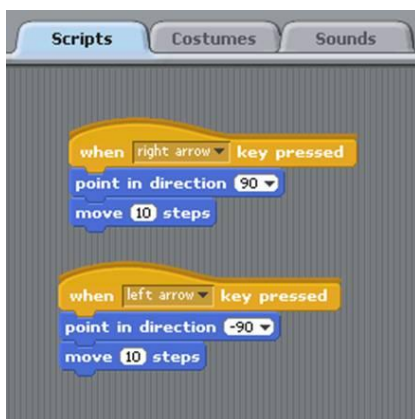 Scripts Costumes Sounds
when right arrow key pressed
point in direction 90
move 10 steps
when left arrow key pressed
point in direction -90
move 10 steps